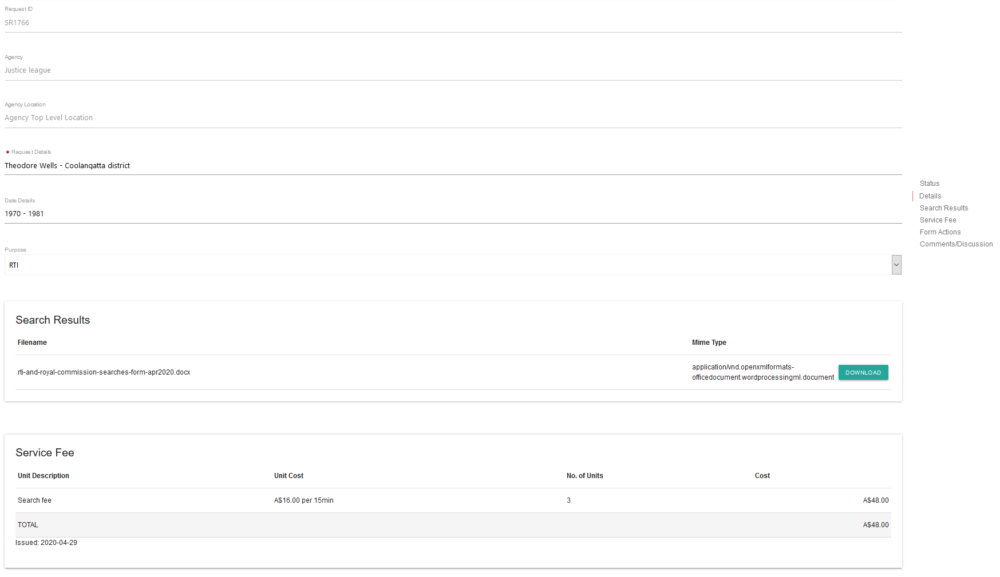 Request ID
SR1766
Agency
Justice league
Agency Location
Agency Top Level Location
* Request Details
Theodore Wells - Coolangatta district
Date Details
1970 - 1981
Purpose
RTI
Status
Details
Search Results
Service Fee
Form Actions
Comments/Discussion
Search Results
Filename Mime Type
rti-and-royal-commission-searches-form-apr2020.docx application/vnd.openxmlformats-
officedocument.wordprocessingml.document DOWNLOAD
Service Fee
Unit Description Unit Cost No. of Units Cost
Search fee A$16.00 per 15min 3 A$48.00
TOTAL A$48.00
Issued: 2020-04-29